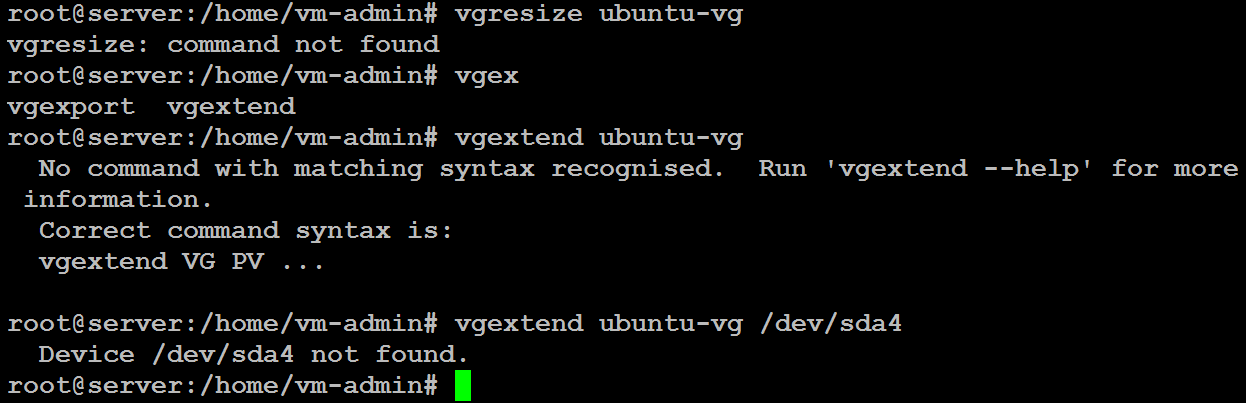 root@server:/home/vm-admin# vgresize ubuntu-vg
vgresize: command not found
root@server:/home/vm-admin# vgex
vgexport  vgextend
root@server:/home/vm-admin# vgextend ubuntu-vg
  No command with matching syntax recognised.  Run 'vgextend --help' for more
 information.
  Correct command syntax is:
  vgextend VG PV ...

root@server:/home/vm-admin# vgextend ubuntu-vg /dev/sda4
  Device /dev/sda4 not found.
root@server:/home/vm-admin#